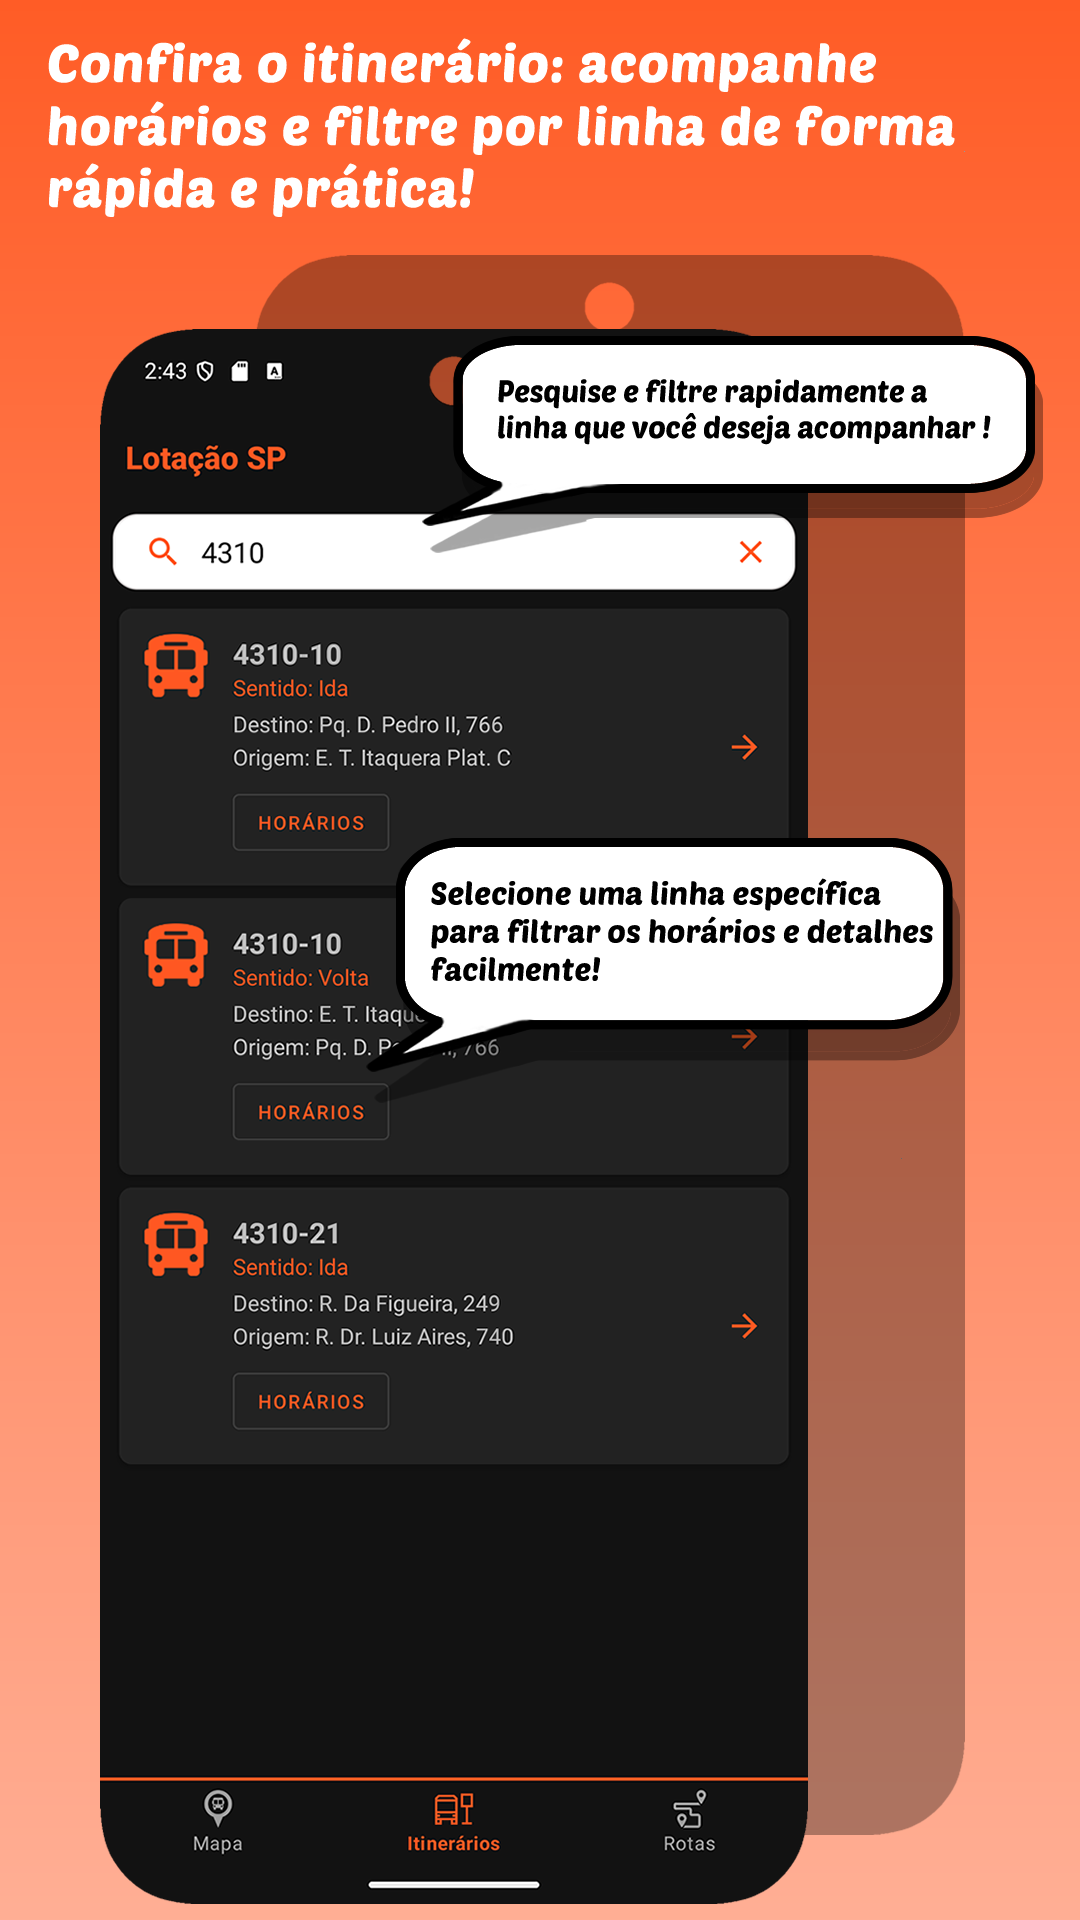 Confira o itinerário: acompanhe
horários e filtre por linha de forma
rápida e prática!
2:43
Pesquise e filtre rapidamente a
linha que você deseja acompanhar !
Lotação SP
4310
4310-10
Sentido: Ida
Destino: Pq. D. Pedro II, 766
Origem: E. T. Itaquera Plat. C
HORÁRIOS
Selecione uma linha específica
para filtrar os horários e detalhes
facilmente!
4310-10
Sentido: Volta
Destino: E. T.
Origem: Pq. D. 766
HORÁRIOS
4310-21
Sentido: Ida
Destino: R. Da Figueira, 249
Origem: R. Dr. Luiz Aires, 740
HORÁRIOS
Mapa
Itinerários
Rotas